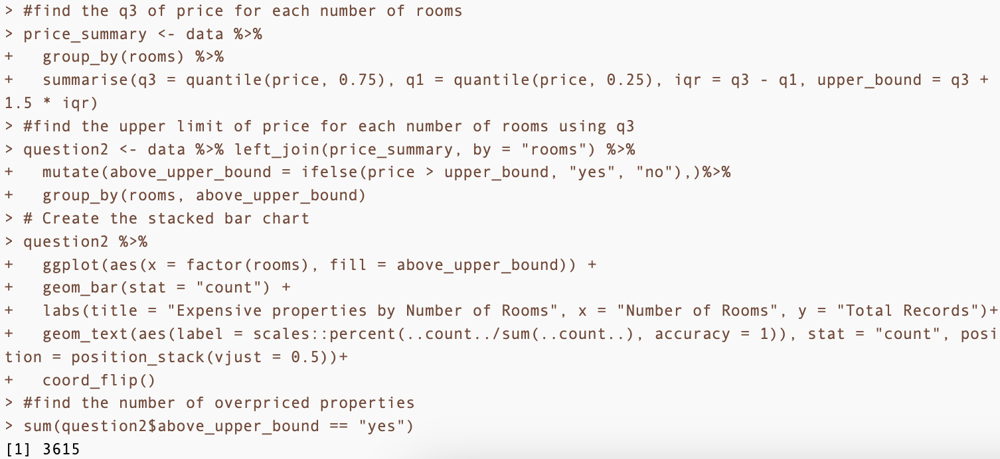 > #find the q3 of price for each number of rooms
> price_summary <- data %>%
+   group_by(rooms) %>%
+   summarise(q3 = quantile(price, 0.75), q1 = quantile(price, 0.25), iqr = q3 - q1, upper_bound = q3 +
1.5 * iqr)
> #find the upper limit of price for each number of rooms using q3
> question2 <- data %>% left_join(price_summary, by = "rooms") %>%
+   mutate(above_upper_bound = ifelse(price > upper_bound, "yes", "no"),)%>%
+   group_by(rooms, above_upper_bound)
> # Create the stacked bar chart
> question2 %>%
+   ggplot(aes(x = factor(rooms), fill = above_upper_bound)) +
+   geom_bar(stat = "count") +
+   labs(title = "Expensive properties by Number of Rooms", x = "Number of Rooms", y = "Total Records")+
+   geom_text(aes(label = scales::percent(..count../sum(..count..), accuracy = 1)), stat = "count", posi
tion = position_stack(vjust = 0.5))+
+   coord_flip()
> #find the number of overpriced properties
> sum(question2$above_upper_bound == "yes")
[1] 3615